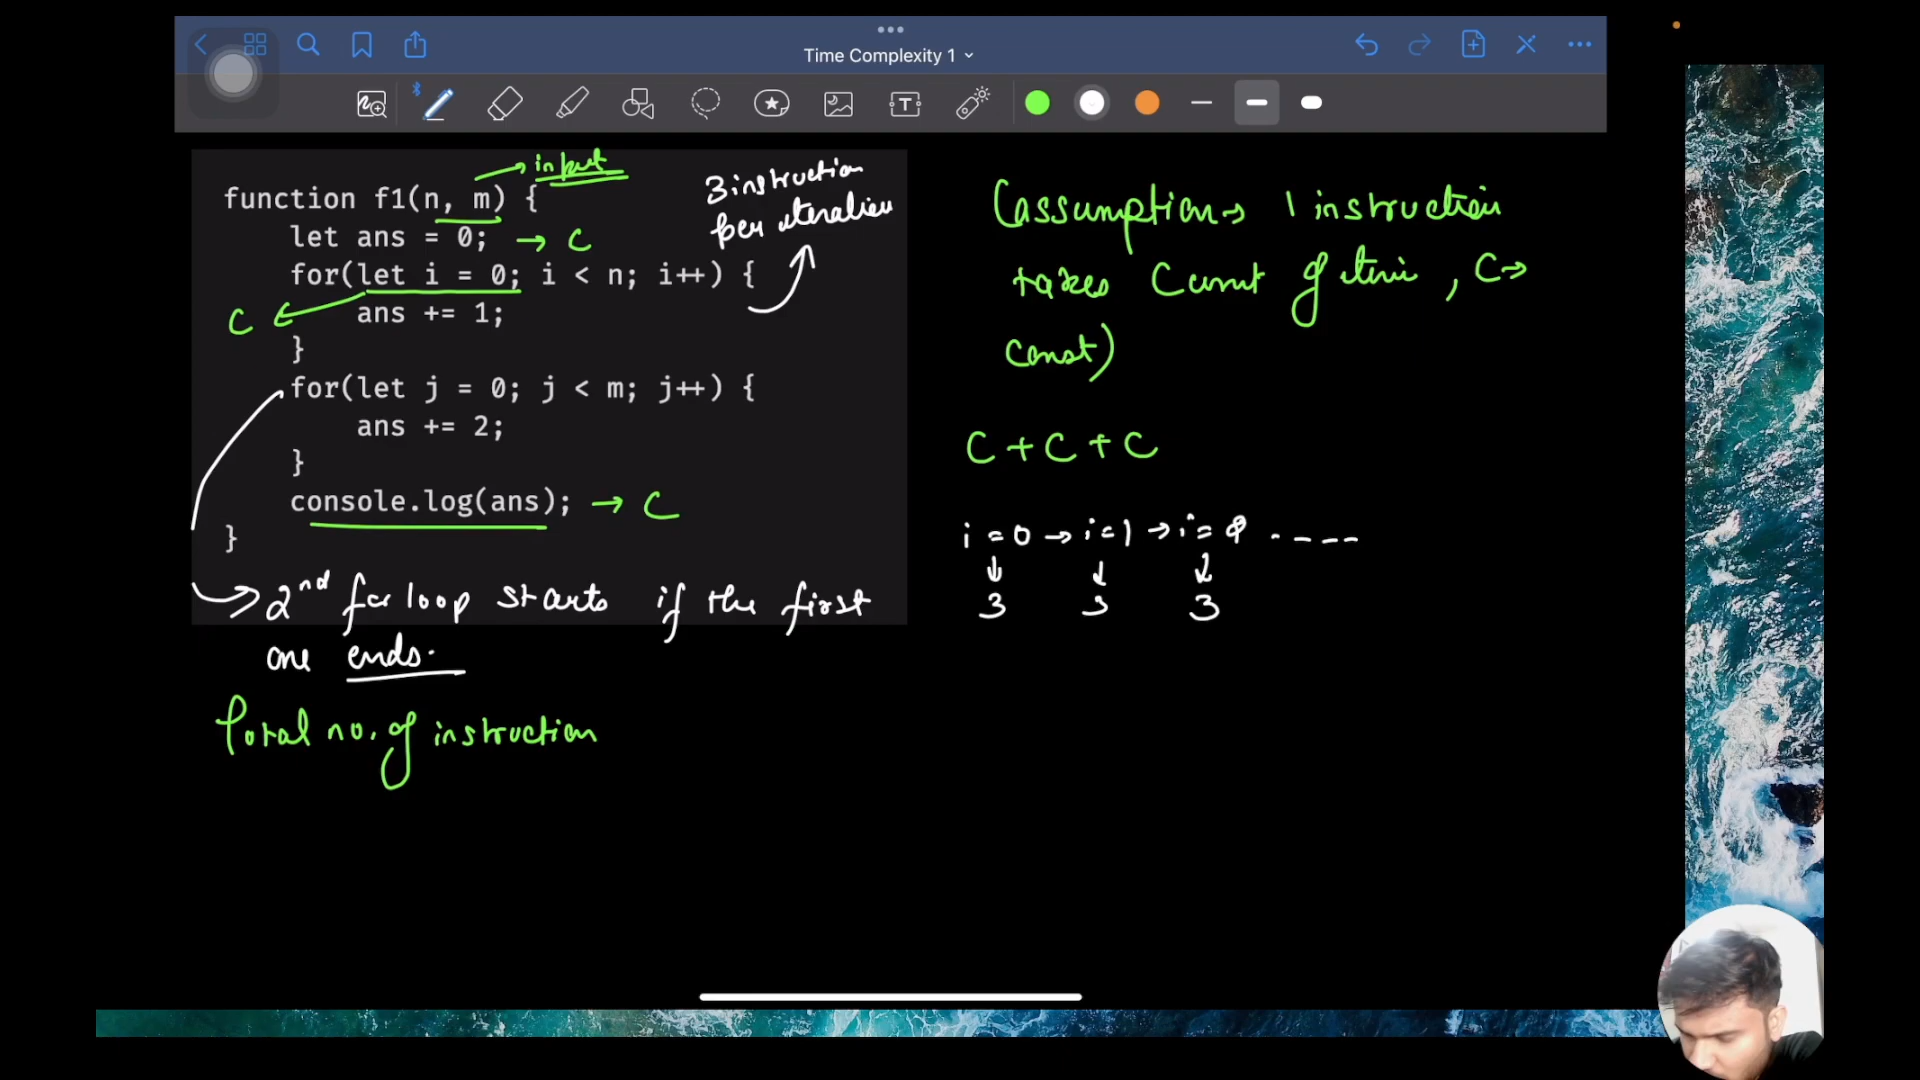 Time Complexity 1
input
function f1(n, m) {
let ans = 0; → C
for(let i = 0; i < n; i++) {
C
ans += 1;
}
for(let j = 0; j < m; j++) {
ans += 2;
}
console.log(ans); → C
}
3 instruction
per iteration
2nd for loop starts if the first
one ends.
Total no. of instruction
(assumption → 1 instruction
takes C amt of time, C →
const)
C + C + C
i = 0 → i = 1 → i = ----
↓ ↓ ↓
3 3 3